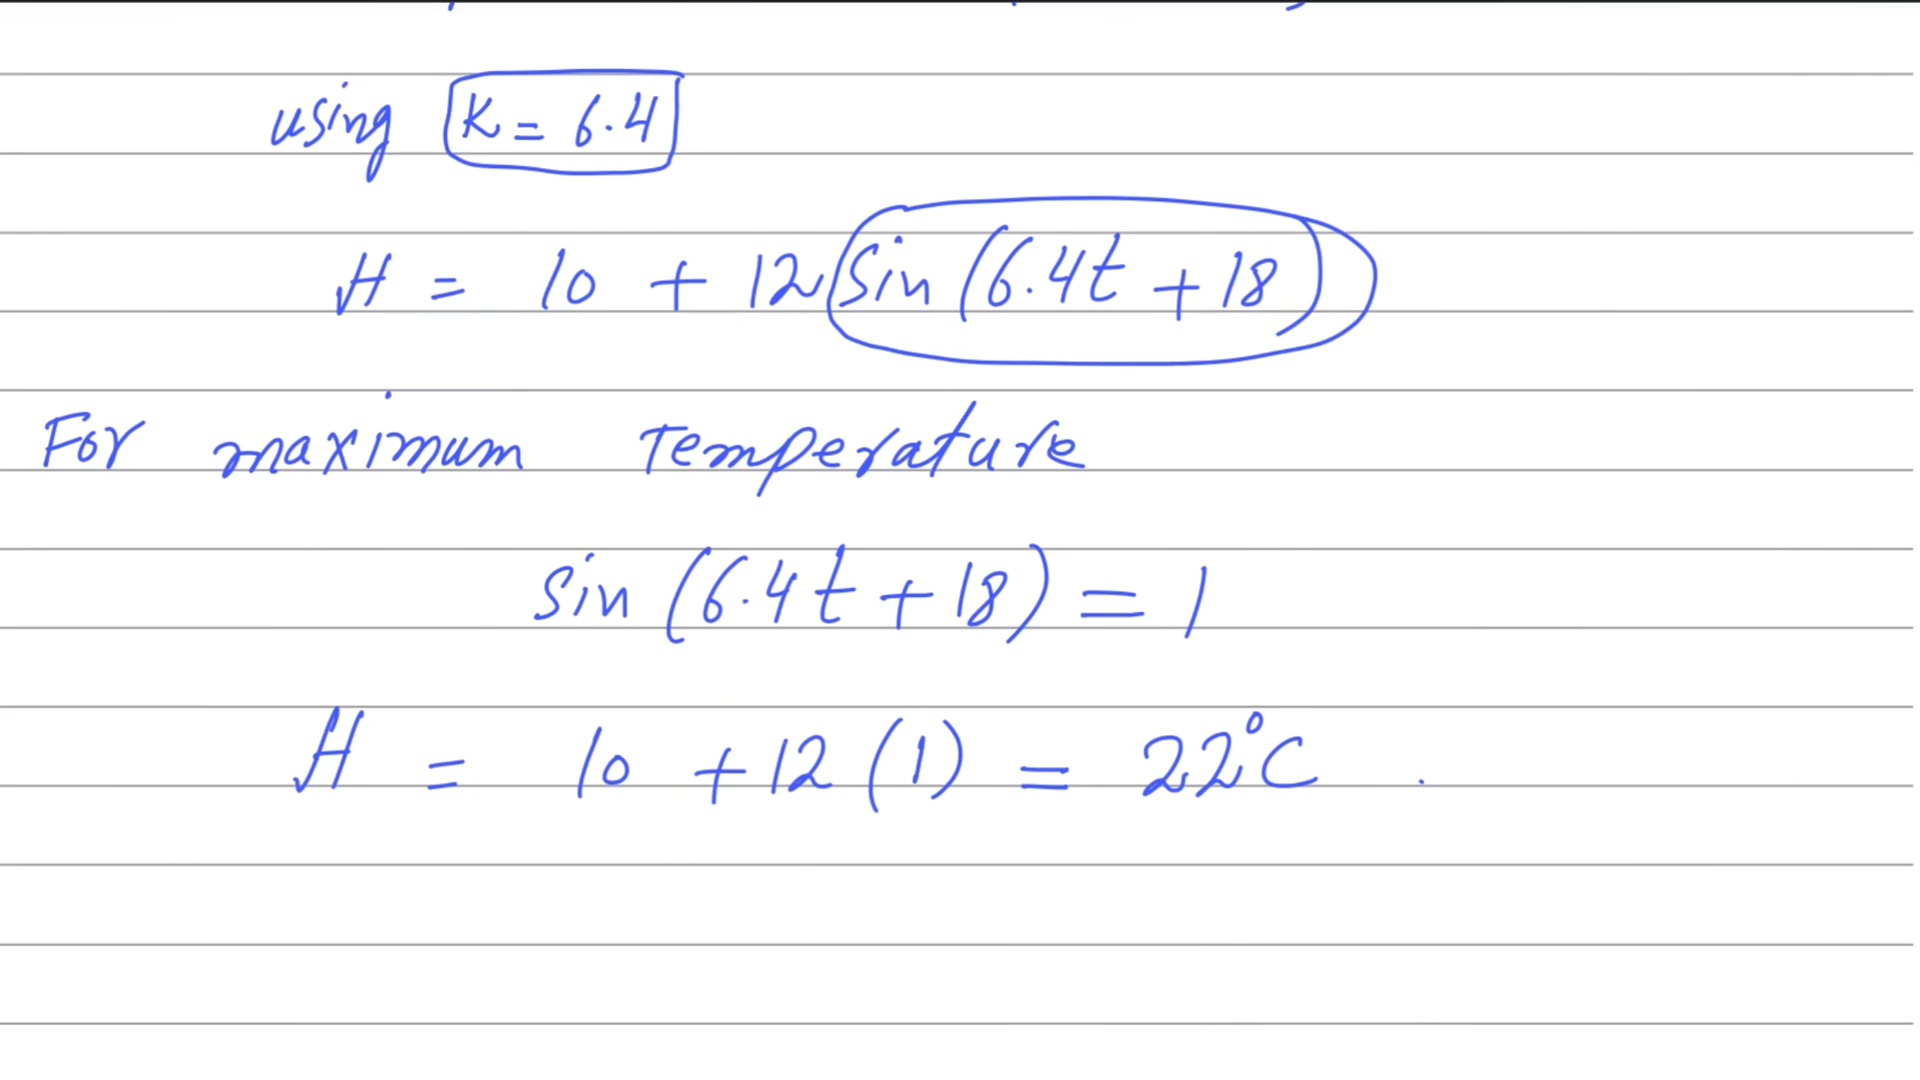 using K = 6.4
H = 10 + 12 sin (6.4t + 18)
For maximum Temperature
sin (6.4t + 18) = 1
H = 10 + 12 (1) = 22°C .